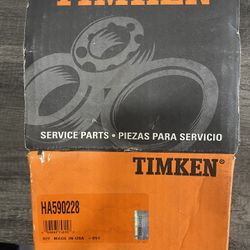 TIMKEN
SERVICE PARTS • PIEZAS PARA SERVICIO
TIMKEN®
HA590228
MADE IN USA